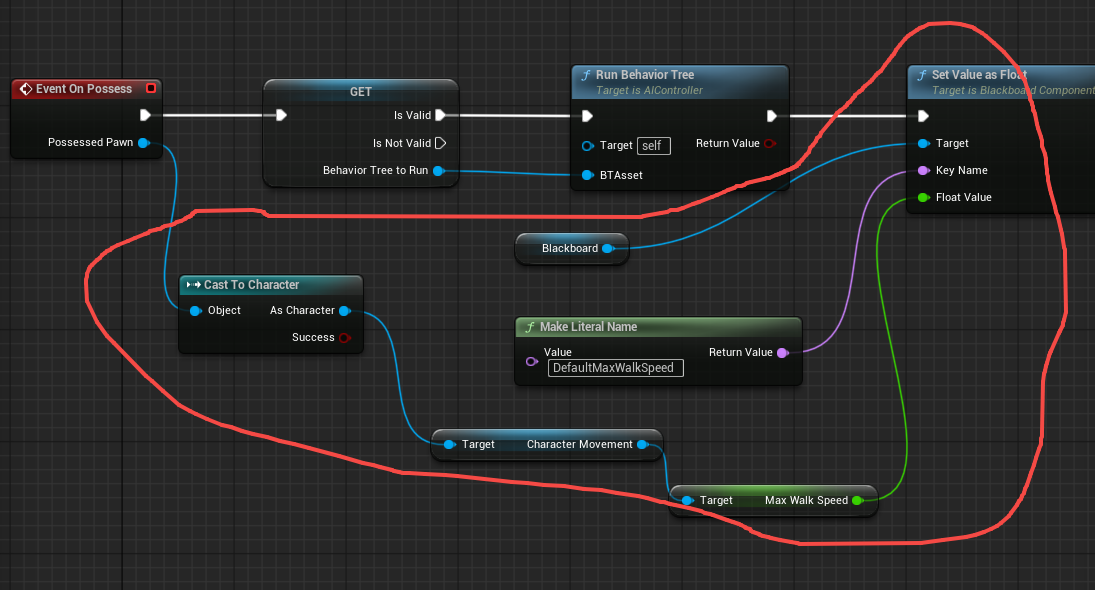 Event On Possess
Possessed Pawn
GET
Is Valid
Is Not Valid
Behavior Tree to Run
Run Behavior Tree
Target is AIController
Target self
Return Value
BTAsset
Set Value as Float
Target is Blackboard Component
Target
Key Name
Float Value
Blackboard
Cast To Character
Object
As Character
Success
Make Literal Name
Value
Return Value
DefaultMaxWalkSpeed
Target
Character Movement
Target
Max Walk Speed